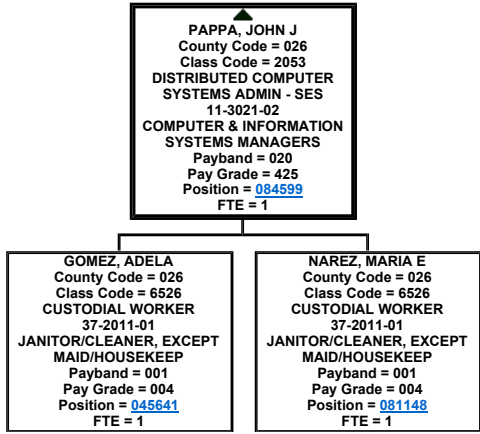 PAPPA, JOHN J
County Code = 026
Class Code = 2053
DISTRIBUTED COMPUTER
SYSTEMS ADMIN - SES
11-3021-02
COMPUTER & INFORMATION
SYSTEMS MANAGERS
Payband = 020
Pay Grade = 425
Position = 084599
FTE = 1
GOMEZ, ADELA
County Code = 026
Class Code = 6526
CUSTODIAL WORKER
37-2011-01
JANITOR/CLEANER, EXCEPT
MAID/HOUSEKEEP
Payband = 001
Pay Grade = 004
Position = 045641
FTE = 1
NAREZ, MARIA E
County Code = 026
Class Code = 6526
CUSTODIAL WORKER
37-2011-01
JANITOR/CLEANER, EXCEPT
MAID/HOUSEKEEP
Payband = 001
Pay Grade = 004
Position = 081148
FTE = 1